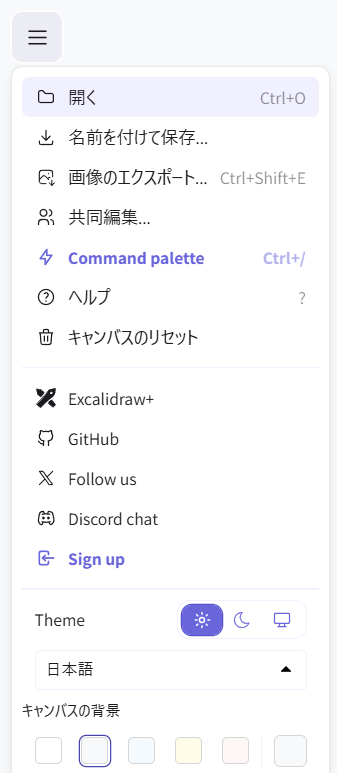 開く Ctrl+O
名前を付けて保存...
画像のエクスポート... Ctrl+Shift+E
共同編集...
Command palette Ctrl+/
ヘルプ ?
キャンバスのリセット
Excalidraw+
GitHub
Follow us
Discord chat
Sign up
Theme
日本語
キャンバスの背景